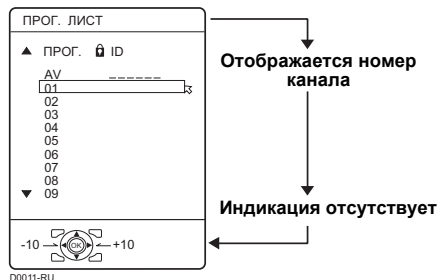 ПРОГ. ЛИСТ
ПРОГ. ID
AV ______
01
02
03
04
05
06
07
08
09
-10 OK +10
Отображается номер
канала
Индикация отсутствует
D0011-RU